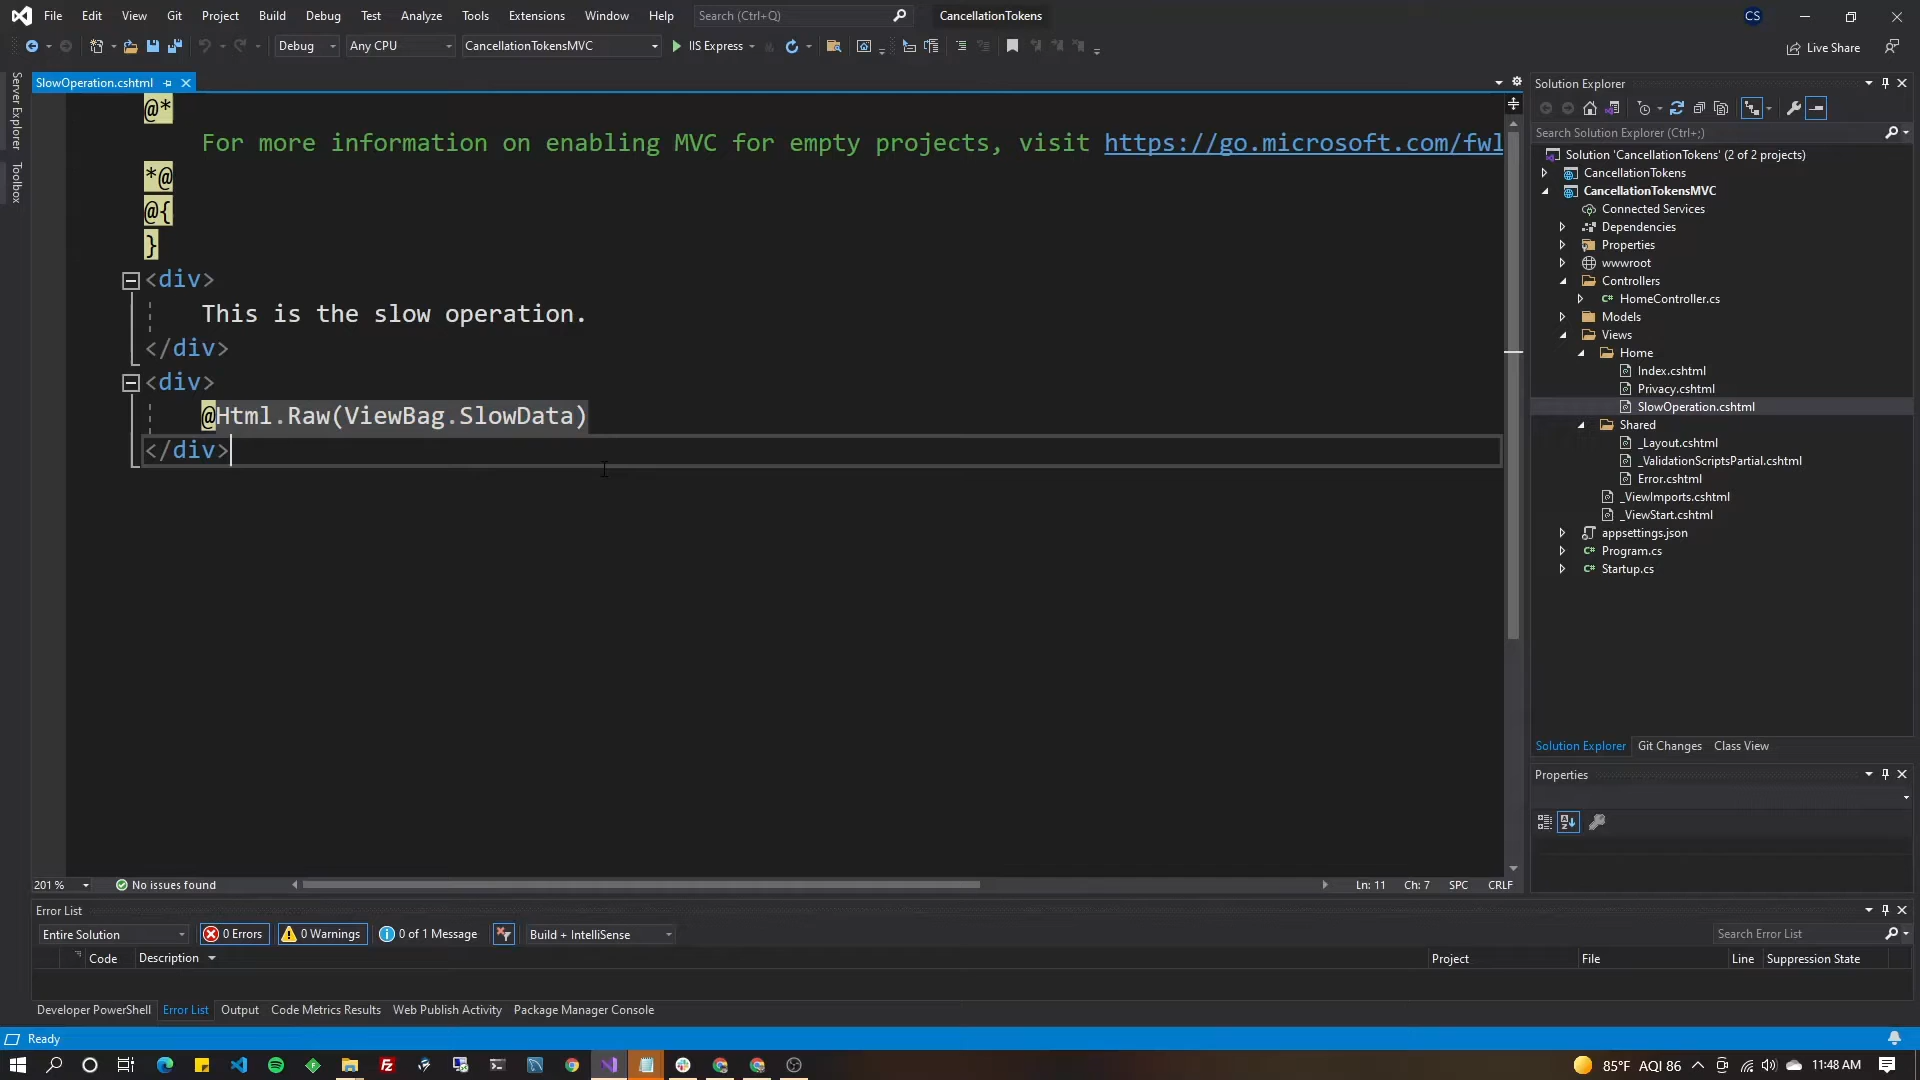 File Edit View Git Project Build Debug Test Analyze Tools Extensions Window Help Search (Ctrl+Q) CancellationTokens CS
Debug Any CPU CancellationTokensMVC IIS Express Live Share
Server Explorer
Toolbox
SlowOperation.cshtml
@*
For more information on enabling MVC for empty projects, visit https://go.microsoft.com/fwl
*@
@{
}
<div>
This is the slow operation.
</div>
<div>
@Html.Raw(ViewBag.SlowData)
</div>
201 % No issues found Ln: 11 Ch: 7 SPC CRLF
Solution Explorer
Search Solution Explorer (Ctrl+;)
Solution 'CancellationTokens' (2 of 2 projects)
CancellationTokens
CancellationTokensMVC
Connected Services
Dependencies
Properties
wwwroot
Controllers
C# HomeController.cs
Models
Views
Home
Index.cshtml
Privacy.cshtml
SlowOperation.cshtml
Shared
_Layout.cshtml
_ValidationScriptsPartial.cshtml
Error.cshtml
_ViewImports.cshtml
_ViewStart.cshtml
appsettings.json
C# Program.cs
C# Startup.cs
Solution Explorer Git Changes Class View
Properties
Error List
Entire Solution 0 Errors 0 Warnings 0 of 1 Message Build + IntelliSense Search Error List
Code Description Project File Line Suppression State
Developer PowerShell Error List Output Code Metrics Results Web Publish Activity Package Manager Console
Ready
85°F AQI 86 11:48 AM